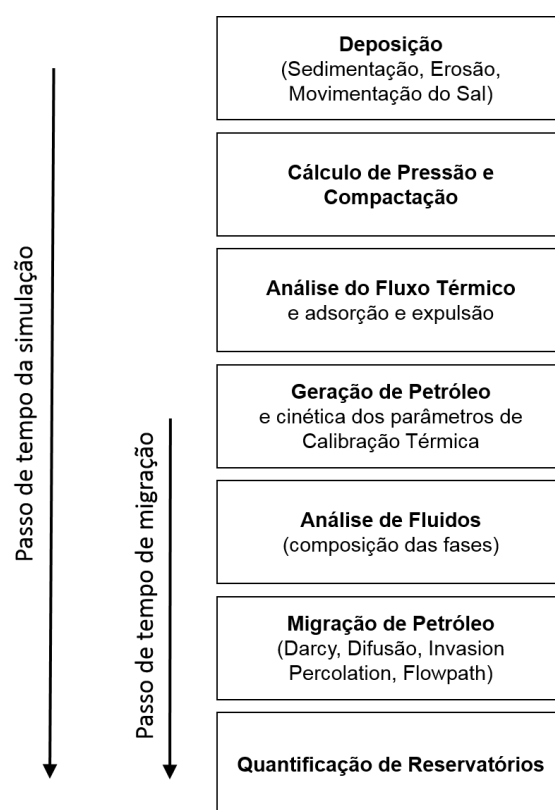 Deposição
(Sedimentação, Erosão,
Movimentação do Sal)
Cálculo de Pressão e
Compactação
Análise do Fluxo Térmico
e adsorção e expulsão
Geração de Petróleo
e cinética dos parâmetros de
Calibração Térmica
Análise de Fluidos
(composição das fases)
Migração de Petróleo
(Darcy, Difusão, Invasion
Percolation, Flowpath)
Quantificação de Reservatórios
Passo de tempo da simulação
Passo de tempo de migração